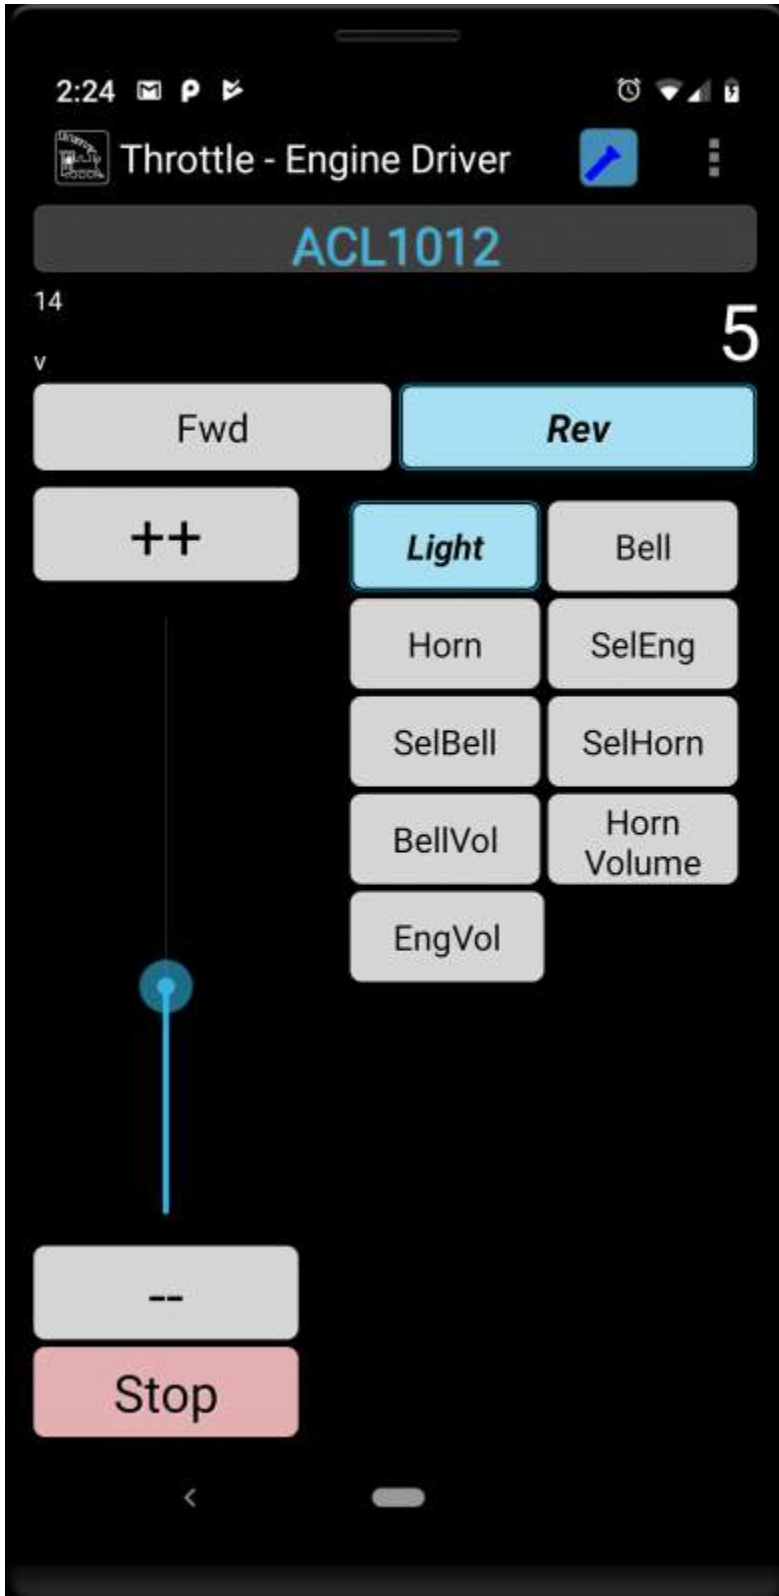 2:24
Throttle - Engine Driver
ACL1012
14
5
v
Fwd Rev
++
Light Bell
Horn SelEng
SelBell SelHorn
BellVol Horn
Volume
EngVol
--
Stop